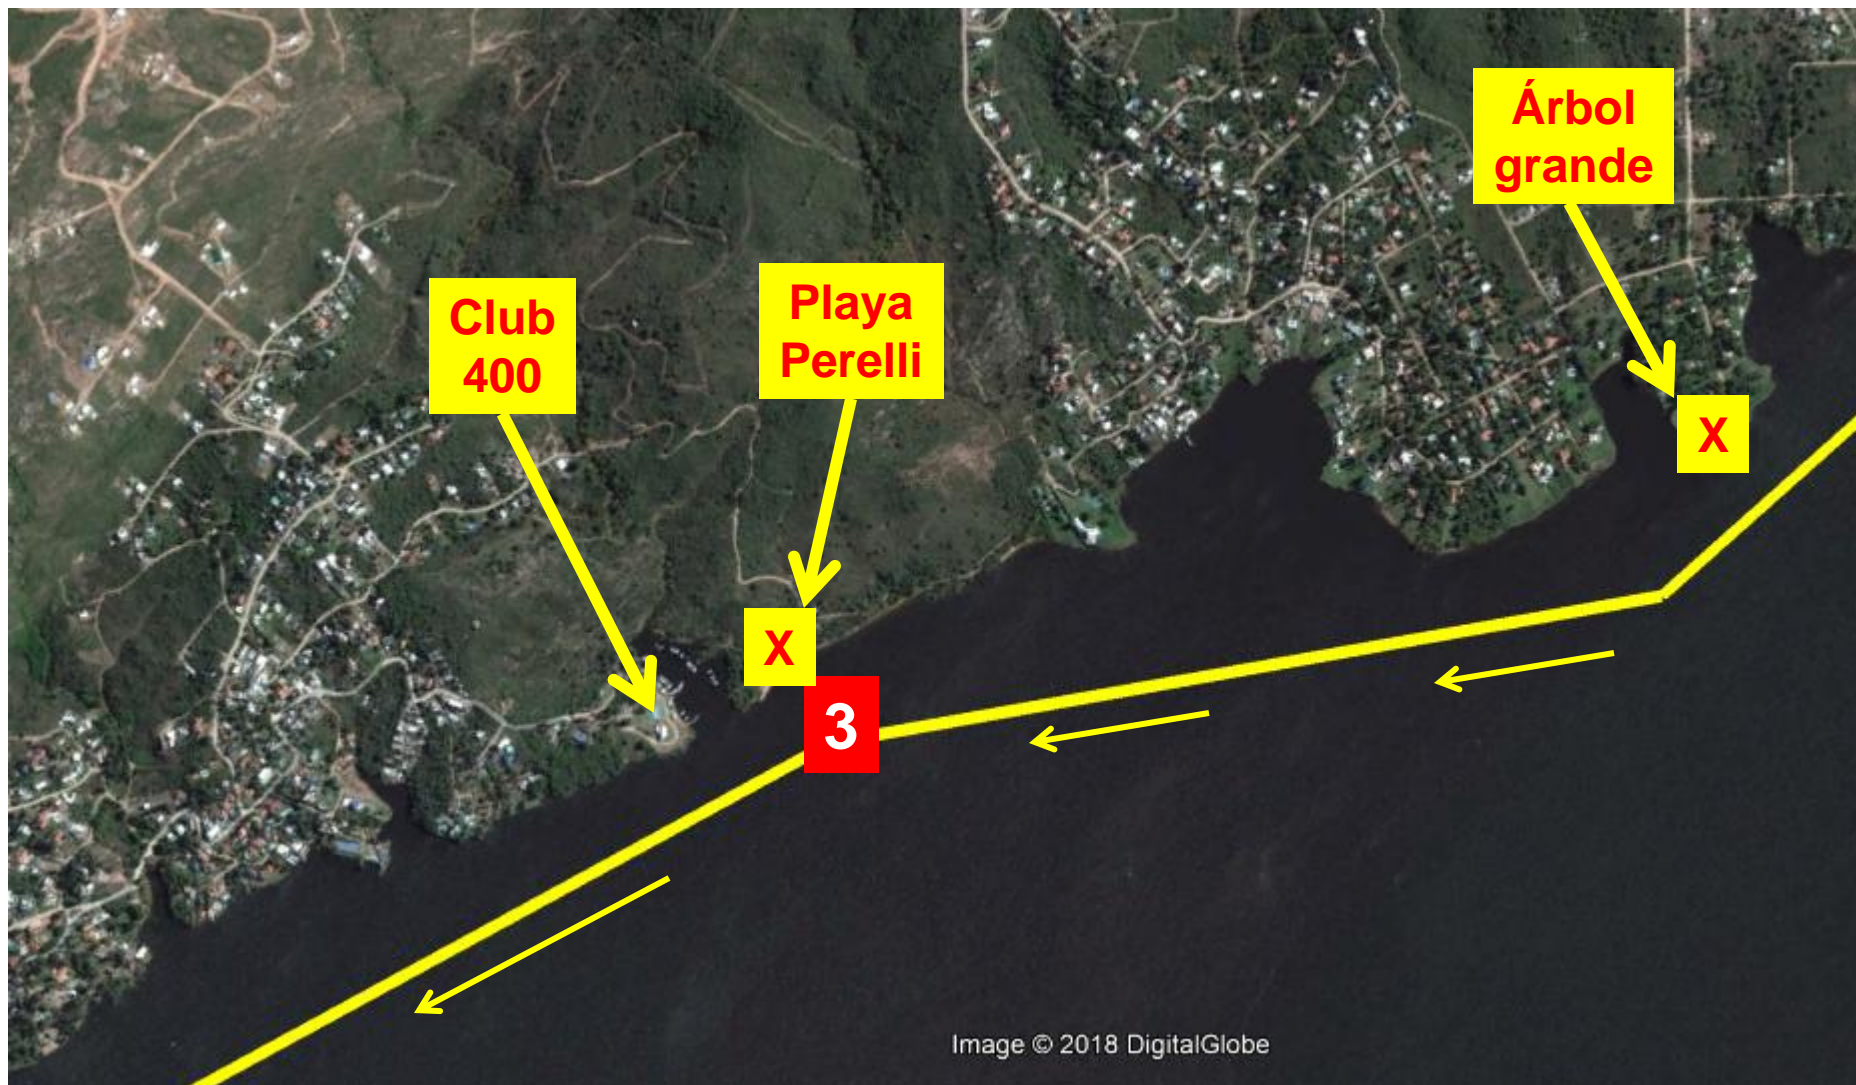 Árbol
grande
Playa
Perelli
Club
400
X
X
3
Image © 2018 DigitalGlobe